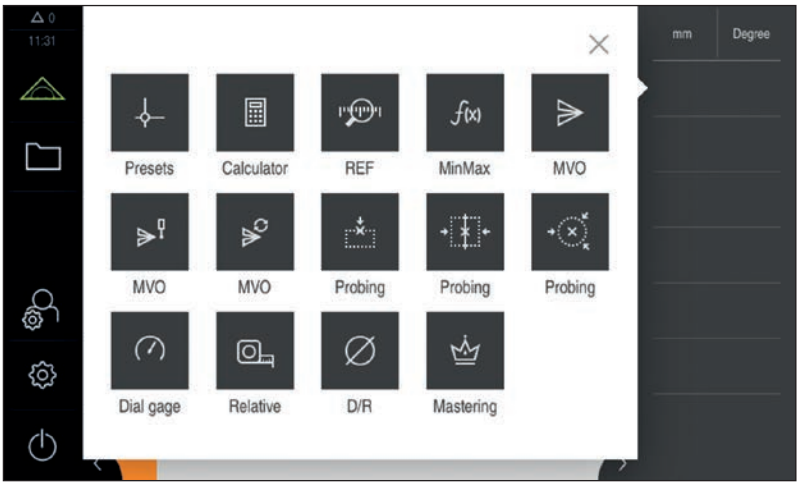 0
11:31
mm Degree
Presets Calculator REF MinMax MVO
f(x)
MVO MVO Probing Probing Probing
Dial gage Relative D/R Mastering